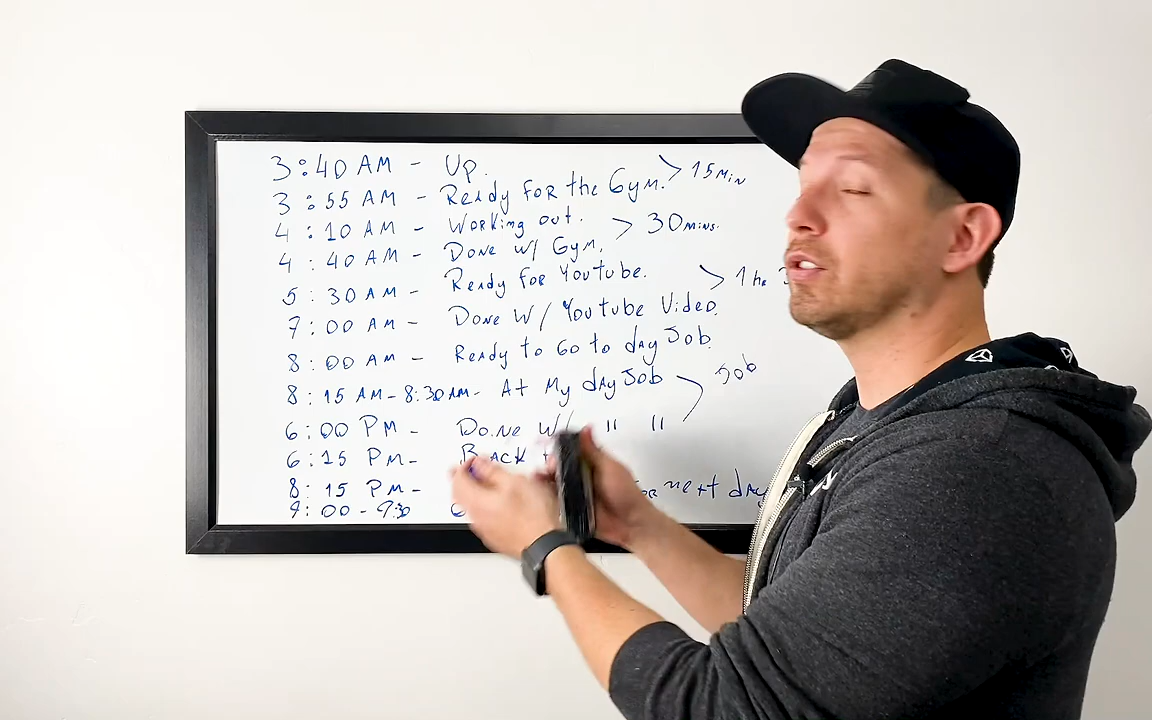 3:40 AM - Up. > 15 Min
3:55 AM - Ready for the Gym.
4:10 AM - Working out. > 30 mins.
4:40 AM - Done w/ Gym.
5:30 AM - Ready for Youtube. > 1 hr
7:00 AM - Done w/ Youtube Video.
8:00 AM - Ready to Go to day Job.
8:15 AM - 8:30 AM - At My day Job > Job
6:00 PM - Done w/ " "
6:15 PM - Back
8:15 PM - for next day
9:00 - 9:30